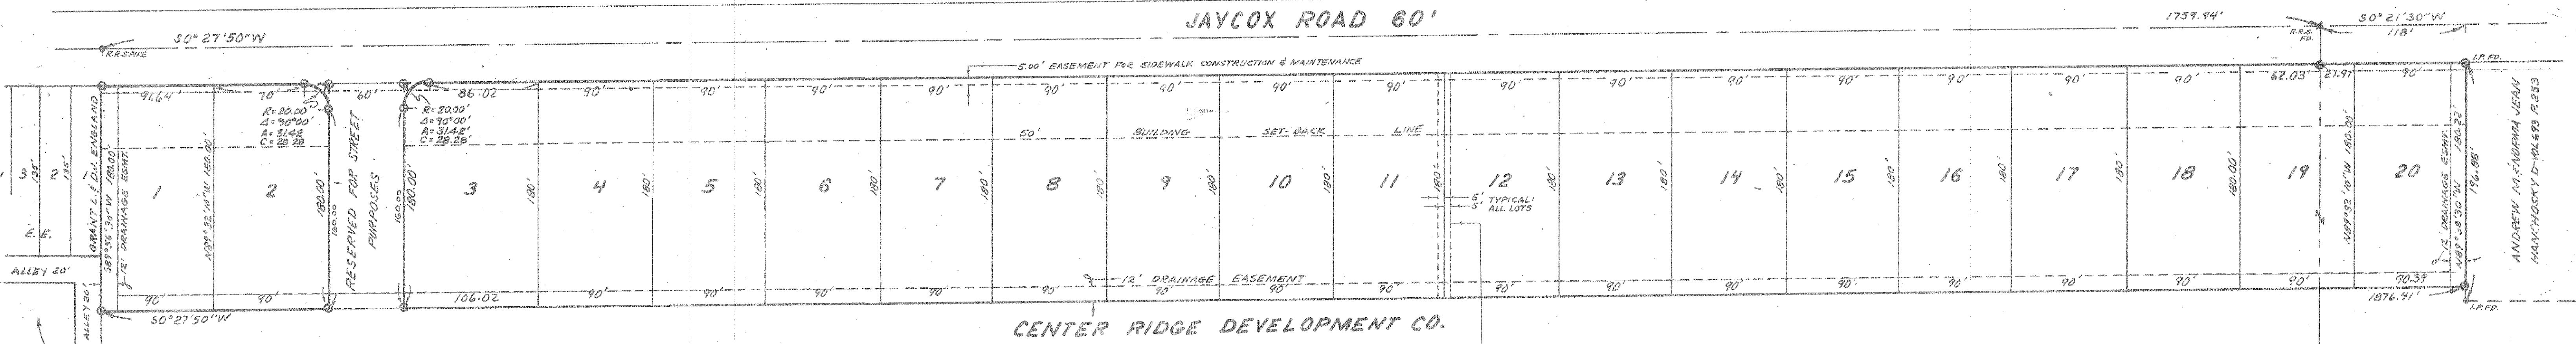 JAYCOX ROAD 60'
S0° 27'50"W
R.R.SPIKE
1759.94'
S0° 21'30"W
118'
R.R.S. FD.
I.P. FD.
5.00' EASEMENT FOR SIDEWALK CONSTRUCTION & MAINTENANCE
91.64' 70' 60' 86.02 90' 90' 90' 90' 90' 90' 90' 90' 90' 90' 90' 90' 90' 90' 90' 62.03' 27.97 90'
R=20.00'
Δ=90°00'
A=31.42
C=28.28
R=20.00'
Δ=90°00'
A=31.42'
C=28.28'
50' BUILDING SET-BACK LINE
3 135' 2 135'
E. E.
ALLEY 20'
ALLEY 20'
GRANT L. & D.N. ENGLAND
S89°56'30"W 180.00'
12' DRAINAGE ESMT.
N89°32'10"W 180.00'
180.00'
160.00
RESERVED FOR STREET
PURPOSES
160.00
180.00'
1 2 3 4 5 6 7 8 9 10 11 12 13 14 15 16 17 18 19 20
180' 180' 180' 180' 180' 180' 180' 180' 180' 180' 180' 180' 180' 180' 180.00'
5' TYPICAL:
5' ALL LOTS
N89°32'10"W 180.00'
12' DRAINAGE ESMT.
N89°38'30"W 180.22'
196.88'
ANDREW M. & NORMA JEAN
HANCHOSKY D-VOL 693 P.253
12' DRAINAGE EASEMENT
90' 90' 106.02 90' 90' 90' 90' 90' 90' 90' 90' 90' 90' 90' 90' 90' 90' 90' 90' 90.39
S0°27'50"W
1876.41'
I.P. FD.
CENTER RIDGE DEVELOPMENT CO.